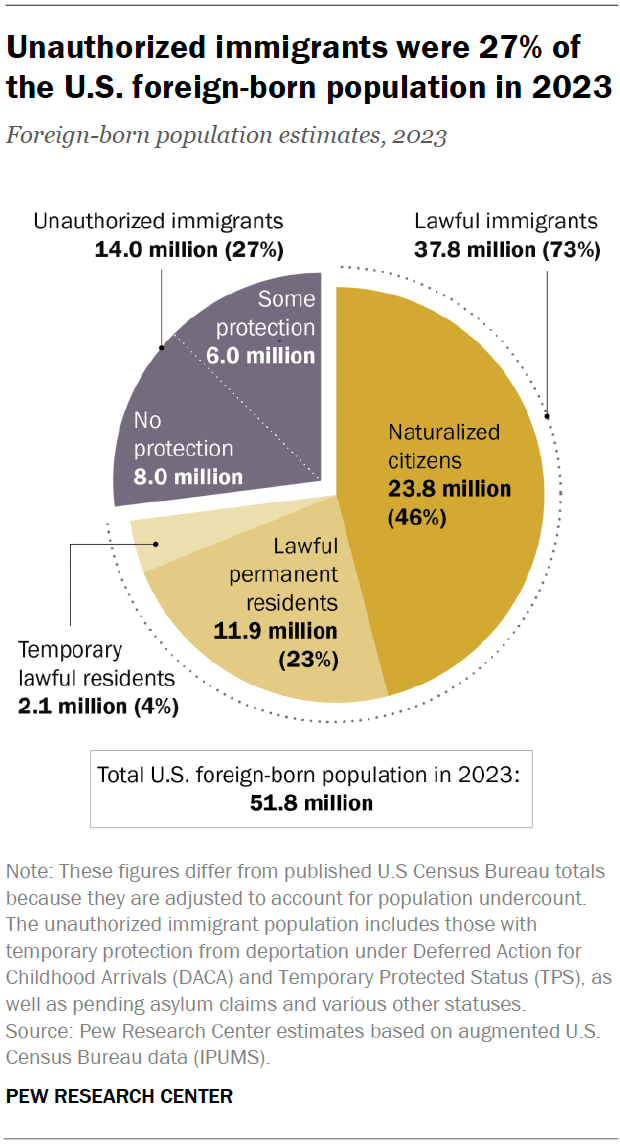 Unauthorized immigrants were 27% of
the U.S. foreign-born population in 2023
Foreign-born population estimates, 2023
Unauthorized immigrants
14.0 million (27%)
Lawful immigrants
37.8 million (73%)
Some
protection
6.0 million
No
protection
8.0 million
Naturalized
citizens
23.8 million
(46%)
Lawful
permanent
residents
11.9 million
(23%)
Temporary
lawful residents
2.1 million (4%)
Total U.S. foreign-born population in 2023:
51.8 million
Note: These figures differ from published U.S Census Bureau totals
because they are adjusted to account for population undercount.
The unauthorized immigrant population includes those with
temporary protection from deportation under Deferred Action for
Childhood Arrivals (DACA) and Temporary Protected Status (TPS), as
well as pending asylum claims and various other statuses.
Source: Pew Research Center estimates based on augmented U.S.
Census Bureau data (IPUMS).
PEW RESEARCH CENTER